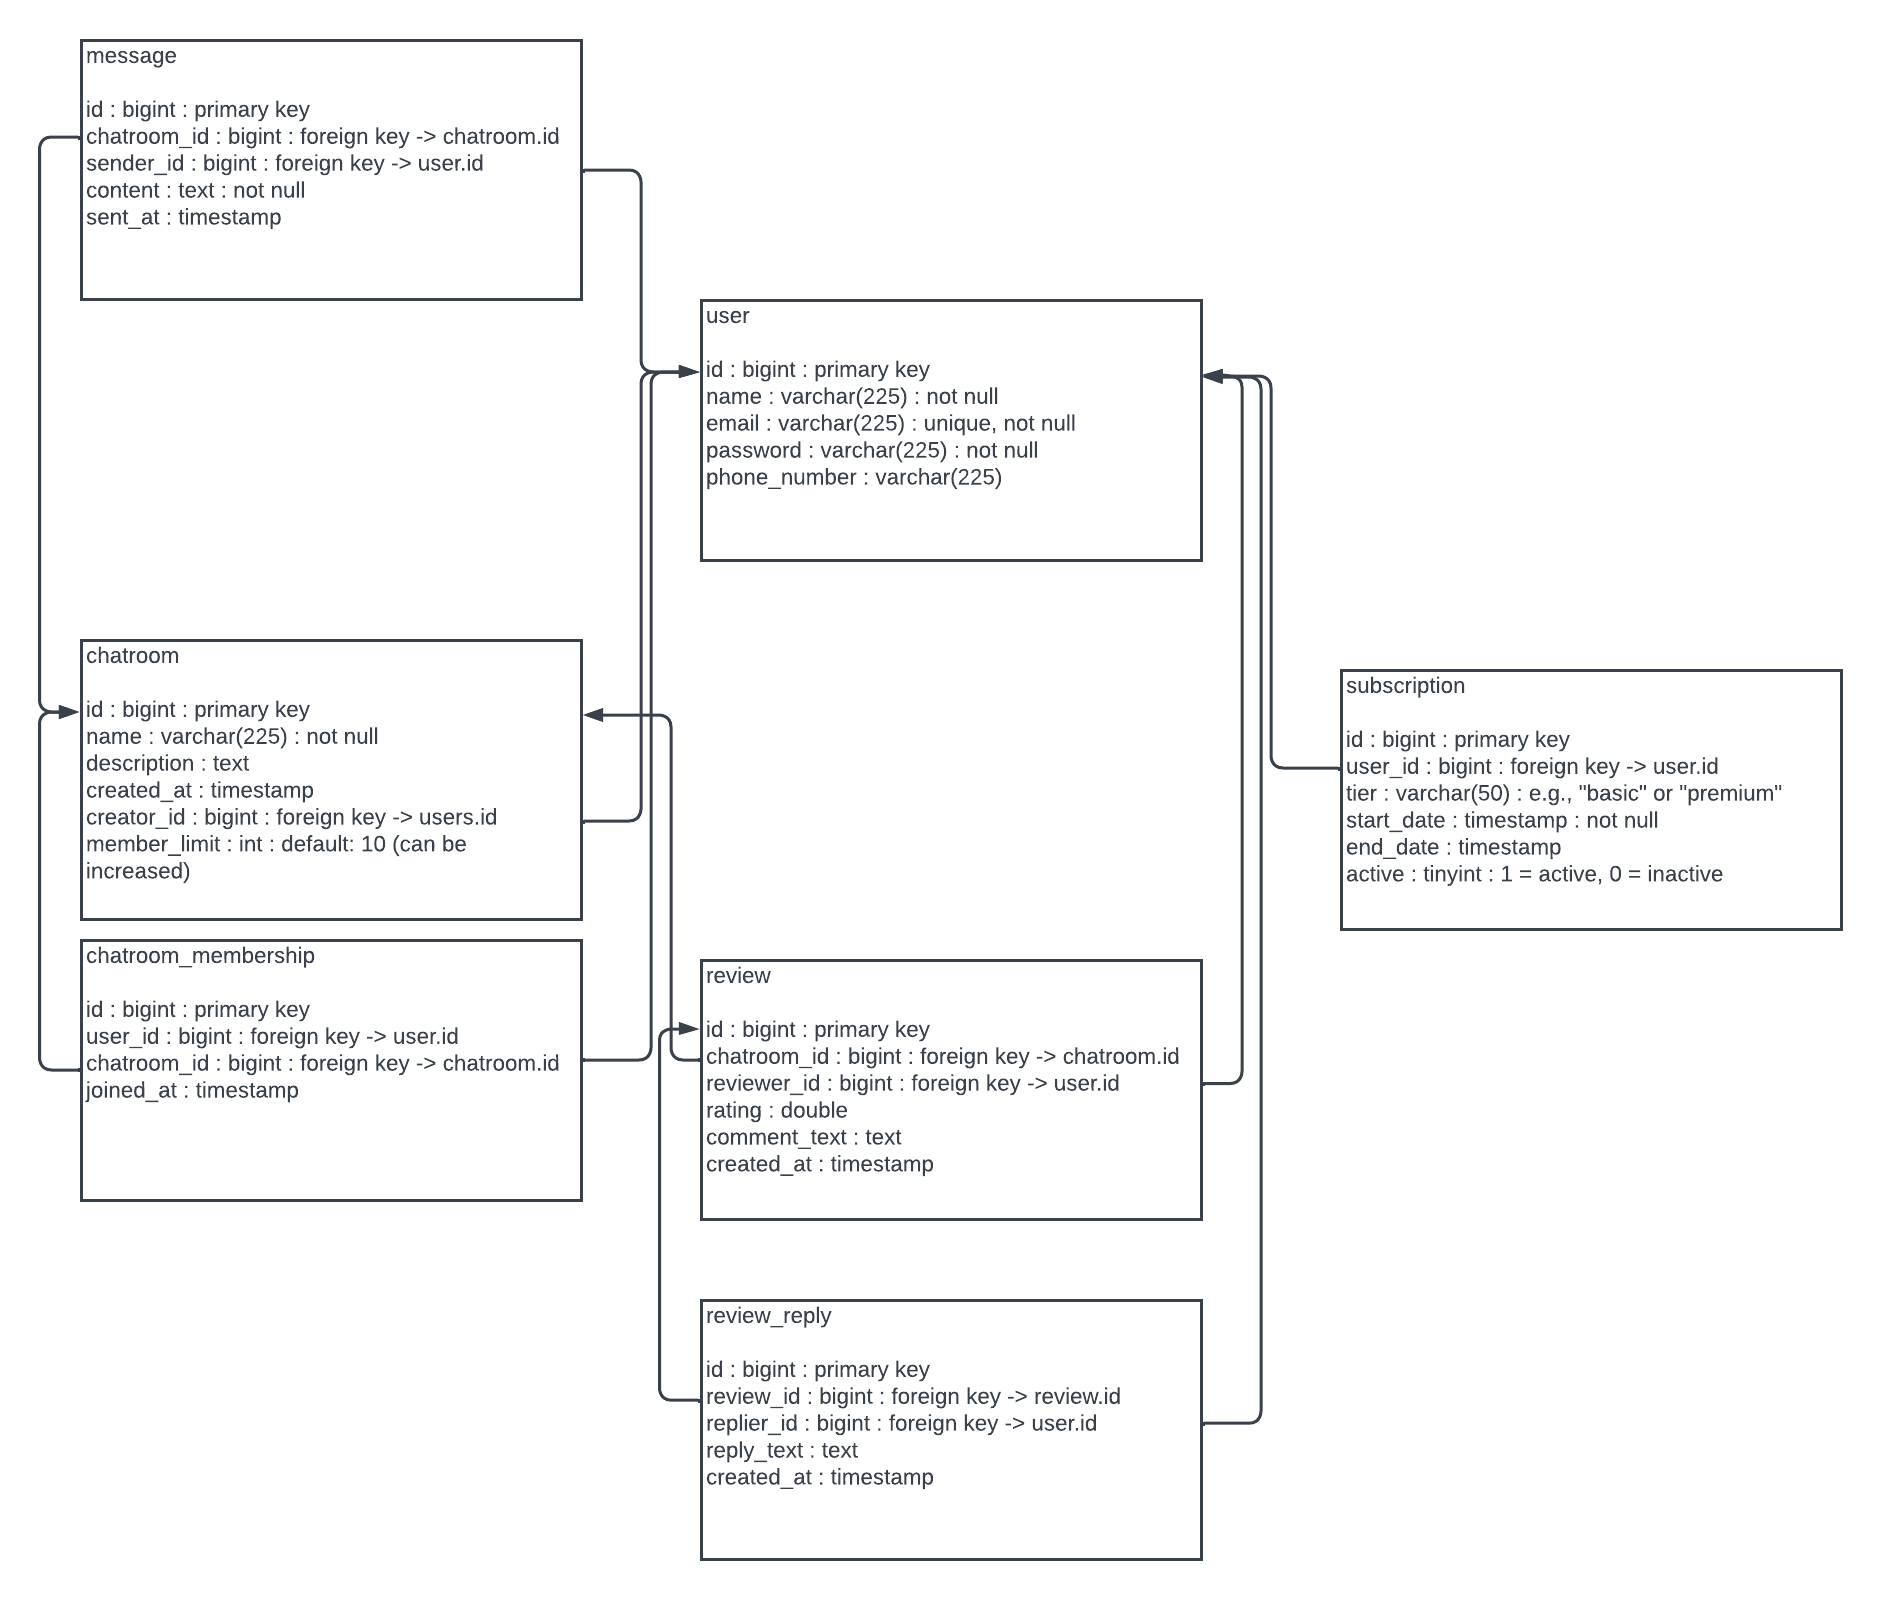 message
id : bigint : primary key
chatroom_id : bigint : foreign key -> chatroom.id
sender_id : bigint : foreign key -> user.id
content : text : not null
sent_at : timestamp
user
id : bigint : primary key
name : varchar(225) : not null
email : varchar(225) : unique, not null
password : varchar(225) : not null
phone_number : varchar(225)
chatroom
id : bigint : primary key
name : varchar(225) : not null
description : text
created_at : timestamp
creator_id : bigint : foreign key -> users.id
member_limit : int : default: 10 (can be
increased)
subscription
id : bigint : primary key
user_id : bigint : foreign key -> user.id
tier : varchar(50) : e.g., "basic" or "premium"
start_date : timestamp : not null
end_date : timestamp
active : tinyint : 1 = active, 0 = inactive
chatroom_membership
id : bigint : primary key
user_id : bigint : foreign key -> user.id
chatroom_id : bigint : foreign key -> chatroom.id
joined_at : timestamp
review
id : bigint : primary key
chatroom_id : bigint : foreign key -> chatroom.id
reviewer_id : bigint : foreign key -> user.id
rating : double
comment_text : text
created_at : timestamp
review_reply
id : bigint : primary key
review_id : bigint : foreign key -> review.id
replier_id : bigint : foreign key -> user.id
reply_text : text
created_at : timestamp